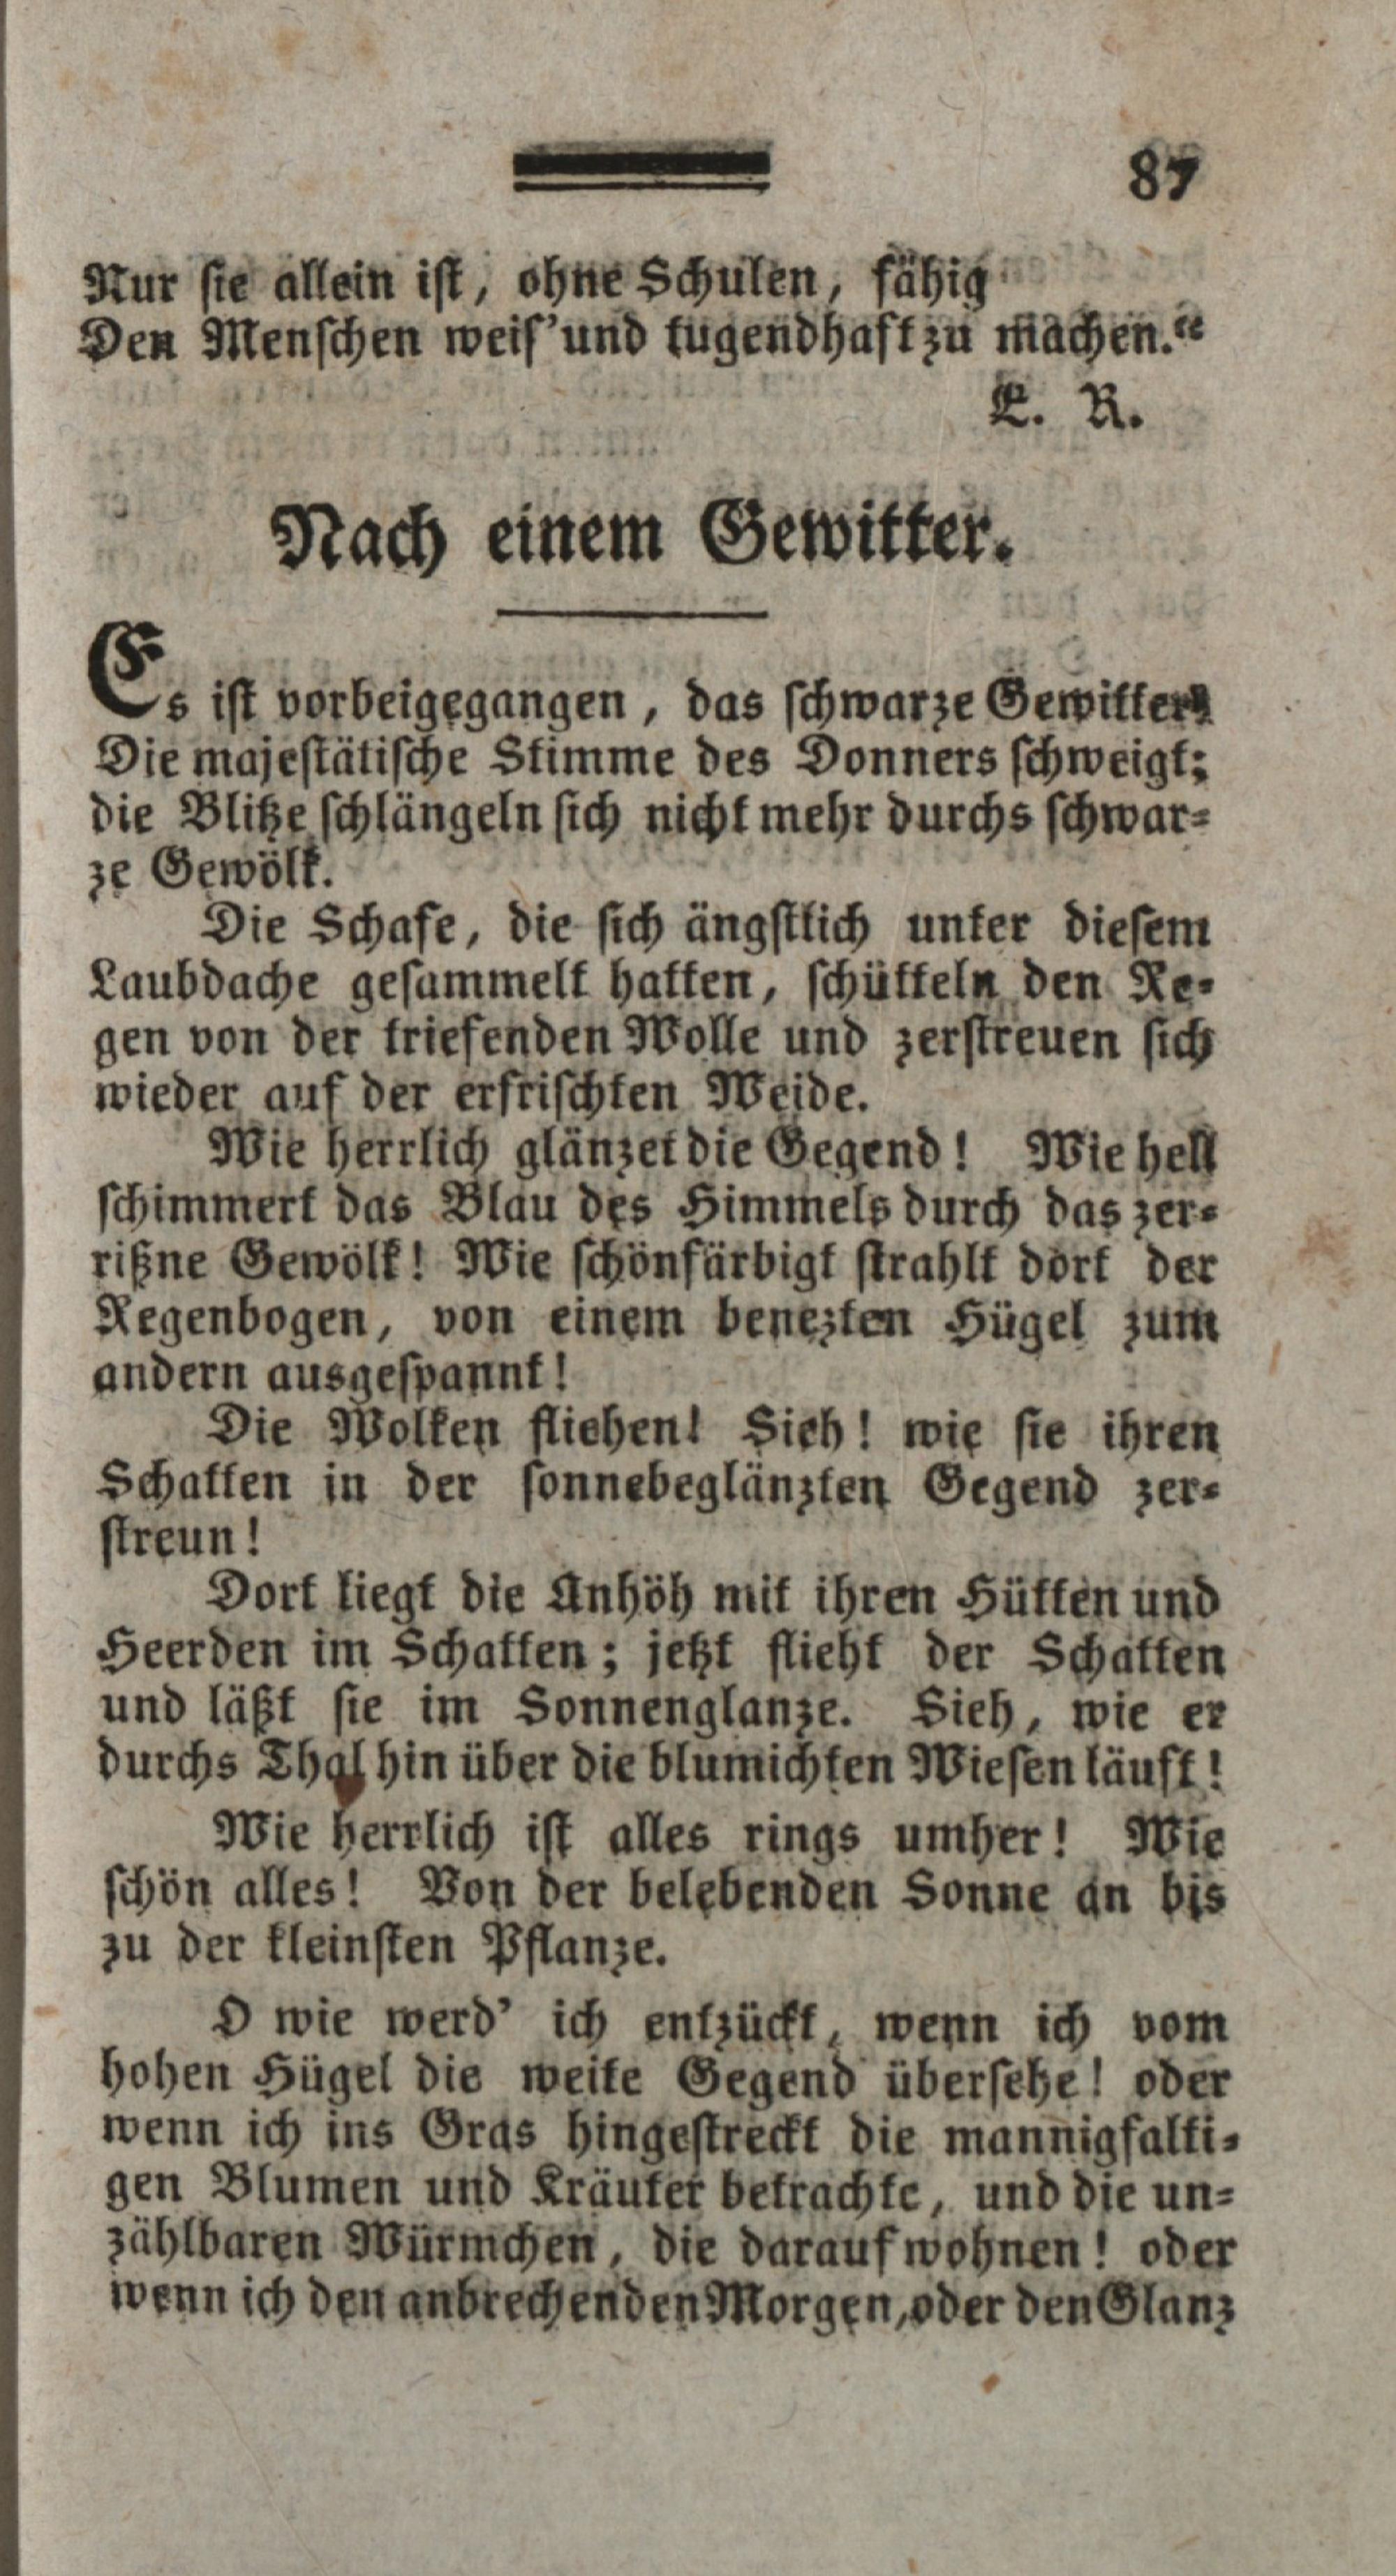 87
Nur sie allein ist, ohne Schulen, fähig
Den Menschen weis' und tugendhaft zu machen."
L. R.
Nach einem Gewitter.
Es ist vorbeigegangen, das schwarze Gewitter!
Die majestätische Stimme des Donners schweigt;
die Blitze schlängeln sich nicht mehr durchs schwar-
ze Gewölk.
Die Schafe, die sich ängstlich unter diesem
Laubdache gesammelt hatten, schütteln den Re-
gen von der triefenden Wolle und zerstreuen sich
wieder auf der erfrischten Weide.
Wie herrlich glänzet die Gegend! Wie hell
schimmert das Blau des Himmels durch das zer-
rißne Gewölk! Wie schönfärbigt strahlt dort der
Regenbogen, von einem benezten Hügel zum
andern ausgespannt!
Die Wolken fliehen! Sieh! wie sie ihren
Schatten in der sonnebeglänzten Gegend zer-
streun!
Dort liegt die Anhöh mit ihren Hütten und
Heerden im Schatten; jetzt flieht der Schatten
und läßt sie im Sonnenglanze. Sieh, wie er
durchs Thal hin über die blumichten Wiesen läuft!
Wie herrlich ist alles rings umher! Wie
schön alles! Von der belebenden Sonne an bis
zu der kleinsten Pflanze.
O wie werd' ich entzückt, wenn ich vom
hohen Hügel die weite Gegend übersehe! oder
wenn ich ins Gras hingestreckt die mannigfalti-
gen Blumen und Kräuter betrachte, und die un-
zählbaren Würmchen, die darauf wohnen! oder
wenn ich den anbrechenden Morgen, oder den Glanz